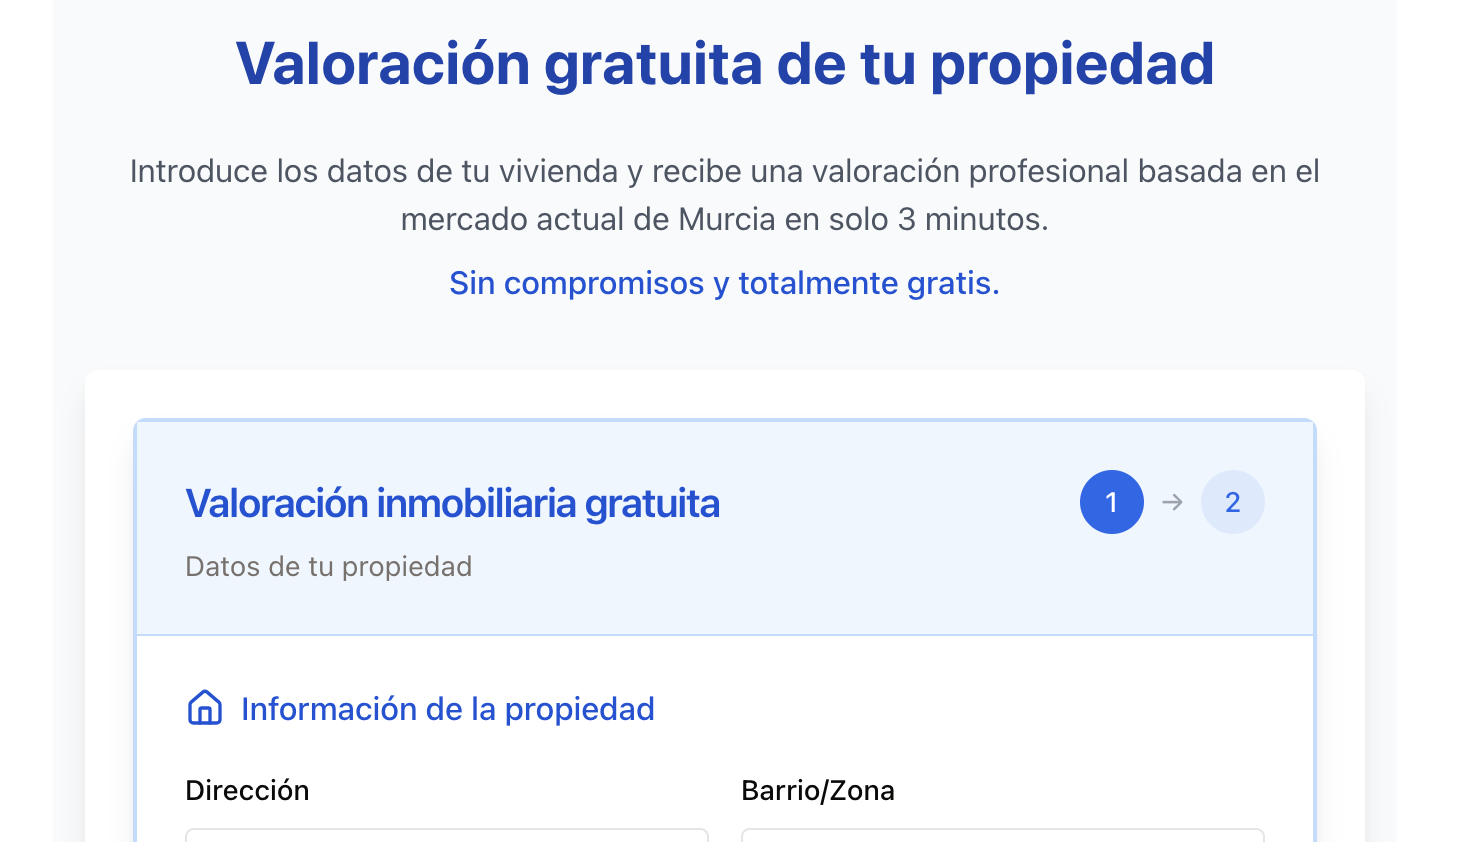 Valoración gratuita de tu propiedad
Introduce los datos de tu vivienda y recibe una valoración profesional basada en el
mercado actual de Murcia en solo 3 minutos.
Sin compromisos y totalmente gratis.
Valoración inmobiliaria gratuita
1 → 2
Datos de tu propiedad
Información de la propiedad
Dirección
Barrio/Zona